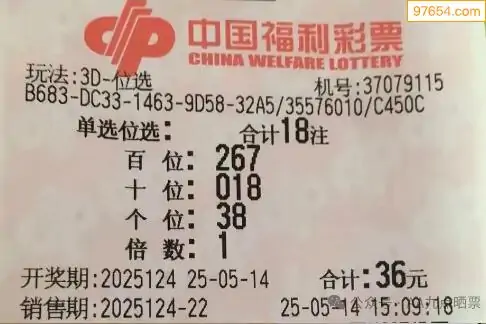 97654.com
中国福利彩票
CHINA WELFARE LOTTERY
玩法:3D-位选 机号:37079115
B683-DC33-1463-9D58-32A5/35576010/C450C
单选位选: 合计18注
百 位: 267
十 位: 018
个 位: 38
倍 数: 1
开奖期:2025124 25-05-14 合计:36元
销售期:2025124-22 25-05-14 15:09:18